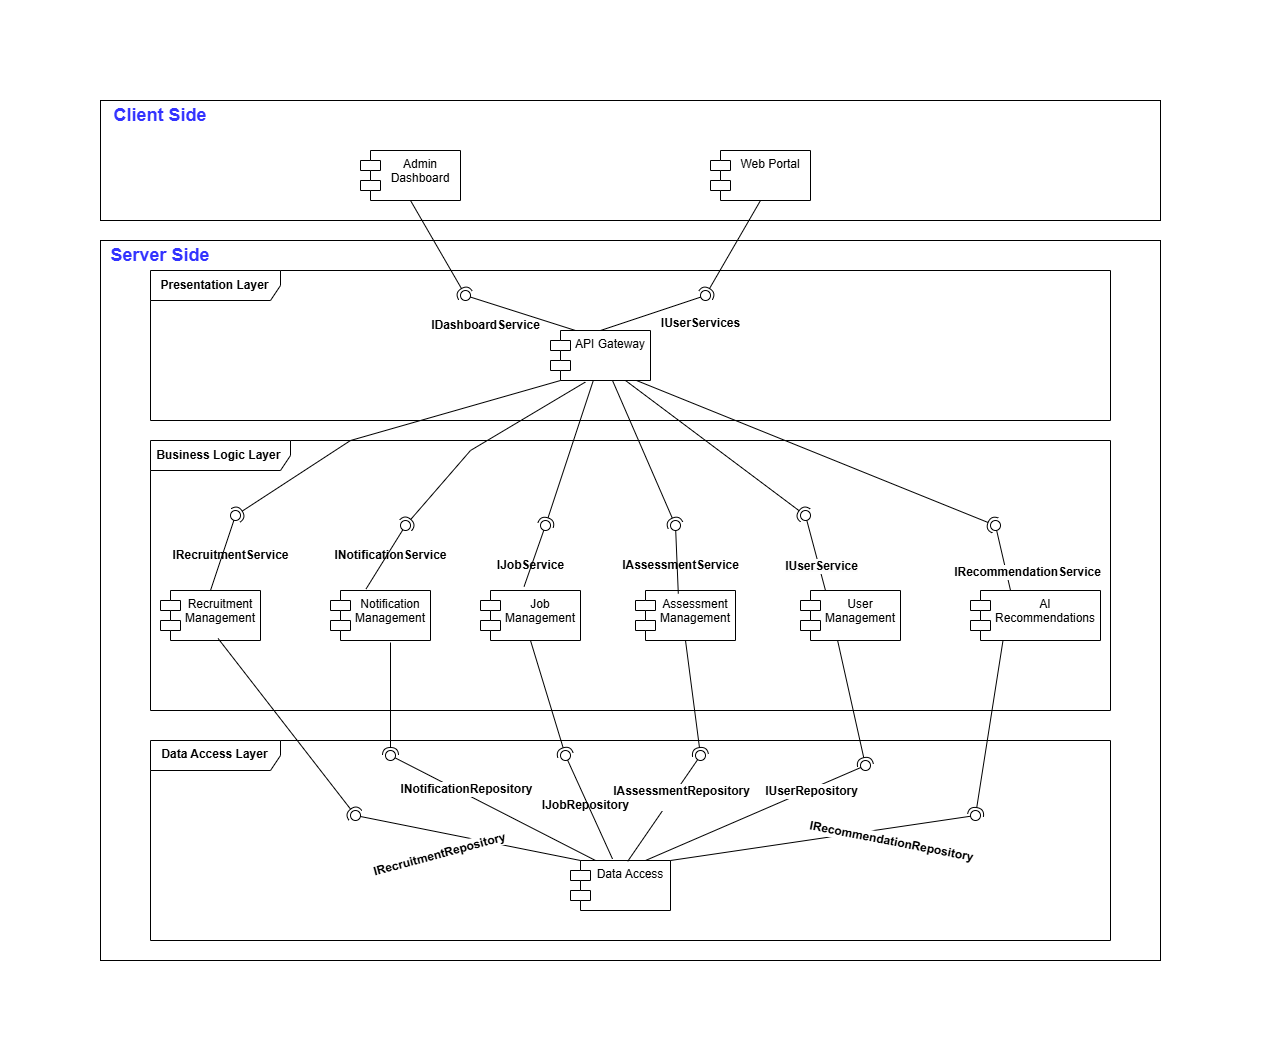 Client Side
Admin
Dashboard
Web Portal
Server Side
Presentation Layer
IDashboardService
IUserServices
API Gateway
Business Logic Layer
IRecruitmentService
INotificationService
IJobService
IAssessmentService
IUserService
IRecommendationService
Recruitment
Management
Notification
Management
Job
Management
Assessment
Management
User
Management
AI
Recommendations
Data Access Layer
INotificationRepository
IJobRepository
IAssessmentRepository
IUserRepository
IRecruitmentRepository
IRecommendationRepository
Data Access